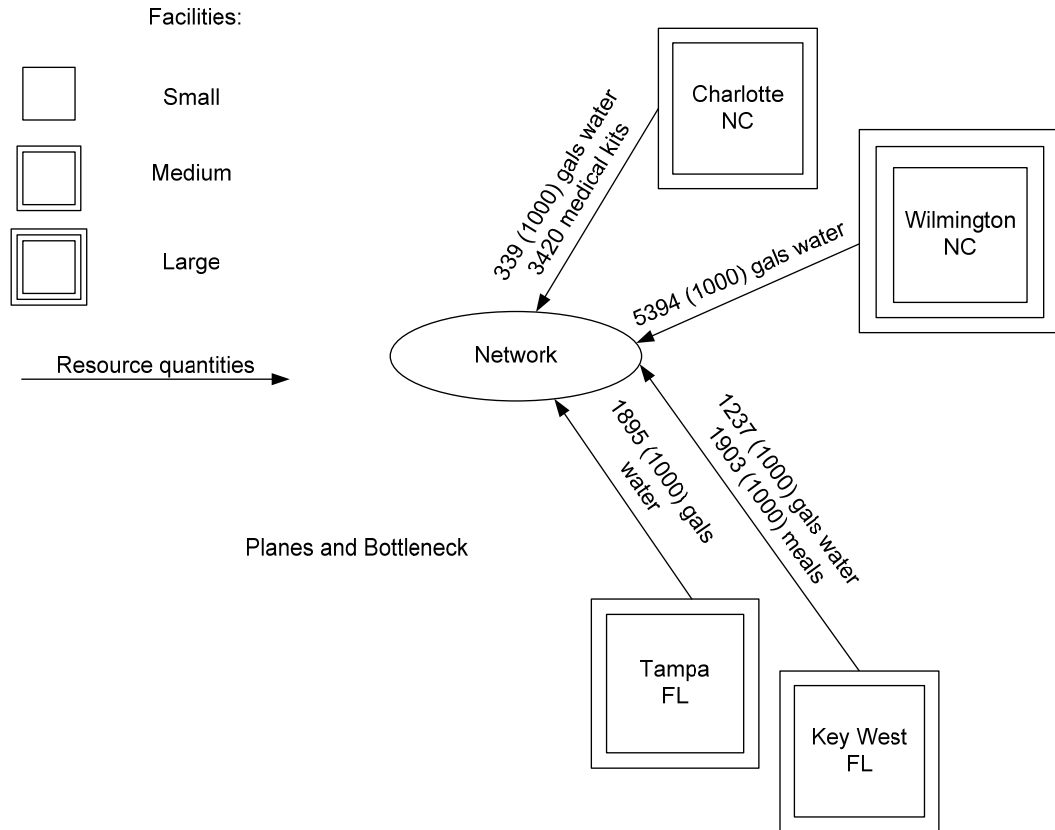 Facilities:
Small
Medium
Large
Resource quantities
Charlotte
NC
339 (1000) gals water
3420 medical kits
Wilmington
NC
5394 (1000) gals water
Network
1237 (1000) gals water
1903 (1000) meals
1895 (1000) gals
water
Planes and Bottleneck
Tampa
FL
Key West
FL